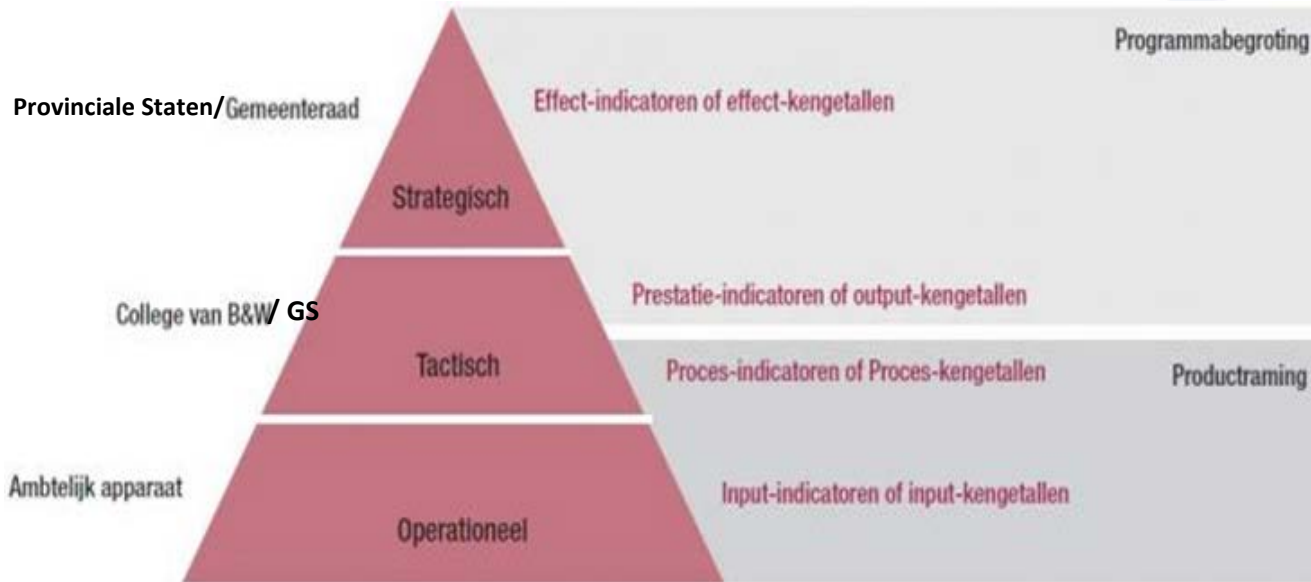 Programmabegroting
Provinciale Staten/Gemeenteraad
Effect-indicatoren of effect-kengetallen
Strategisch
Prestatie-indicatoren of output-kengetallen
College van B&W/ GS
Tactisch
Proces-indicatoren of Proces-kengetallen
Productraming
Ambtelijk apparaat
Input-indicatoren of input-kengetallen
Operationeel